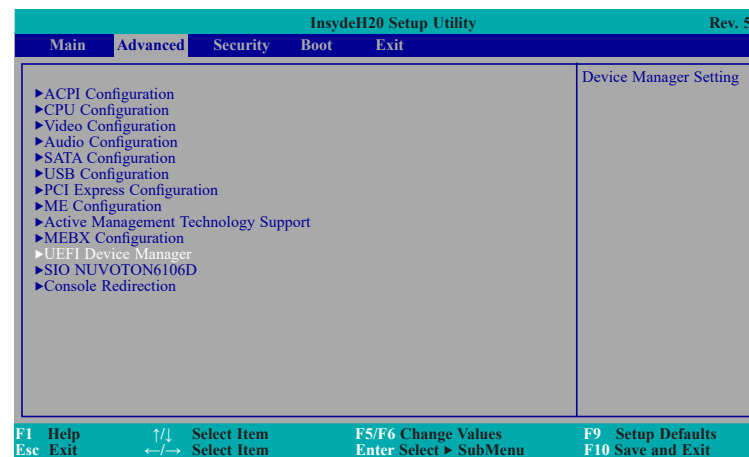 InsydeH20 Setup Utility Rev. 5
Main Advanced Security Boot Exit
Device Manager Setting
►ACPI Configuration
►CPU Configuration
►Video Configuration
►Audio Configuration
►SATA Configuration
►USB Configuration
►PCI Express Configuration
►ME Configuration
►Active Management Technology Support
►MEBX Configuration
►UEFI Device Manager
►SIO NUVOTON6106D
►Console Redirection
F1 Help ↑/↓ Select Item F5/F6 Change Values F9 Setup Defaults
Esc Exit ←/→ Select Item Enter Select ► SubMenu F10 Save and Exit